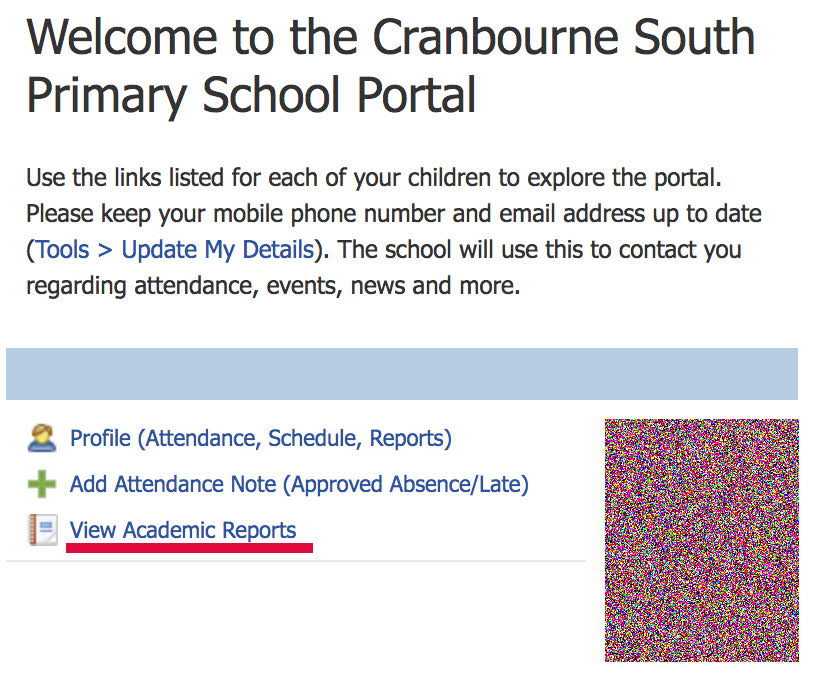 Welcome to the Cranbourne South
Primary School Portal
Use the links listed for each of your children to explore the portal.
Please keep your mobile phone number and email address up to date
(Tools > Update My Details). The school will use this to contact you
regarding attendance, events, news and more.
Profile (Attendance, Schedule, Reports)
Add Attendance Note (Approved Absence/Late)
View Academic Reports